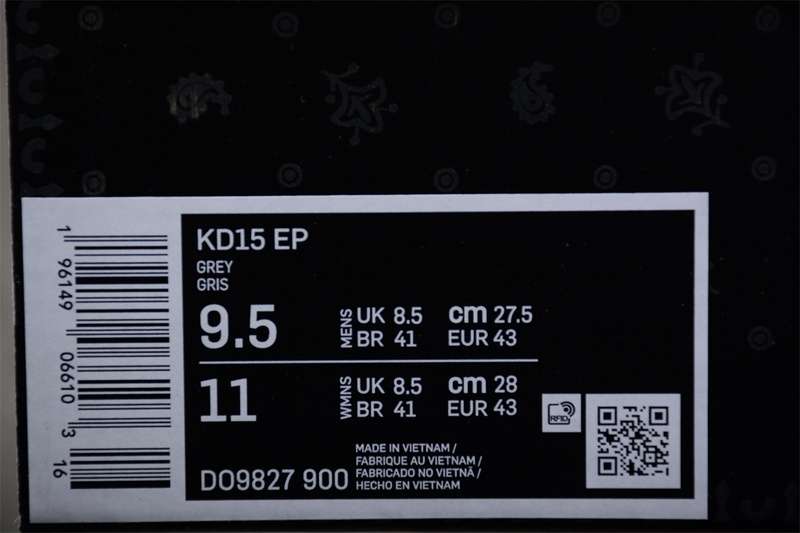 KD15 EP
GREY
GRIS
9.5
MENS
UK 8.5 cm 27.5
BR 41 EUR 43
11
WMNS
UK 8.5 cm 28
BR 41 EUR 43
RFID
DO9827 900
MADE IN VIETNAM /
FABRIQUE AU VIETNAM /
FABRICADO NO VIETNÃ /
HECHO EN VIETNAM
1 96149 06610 3 16